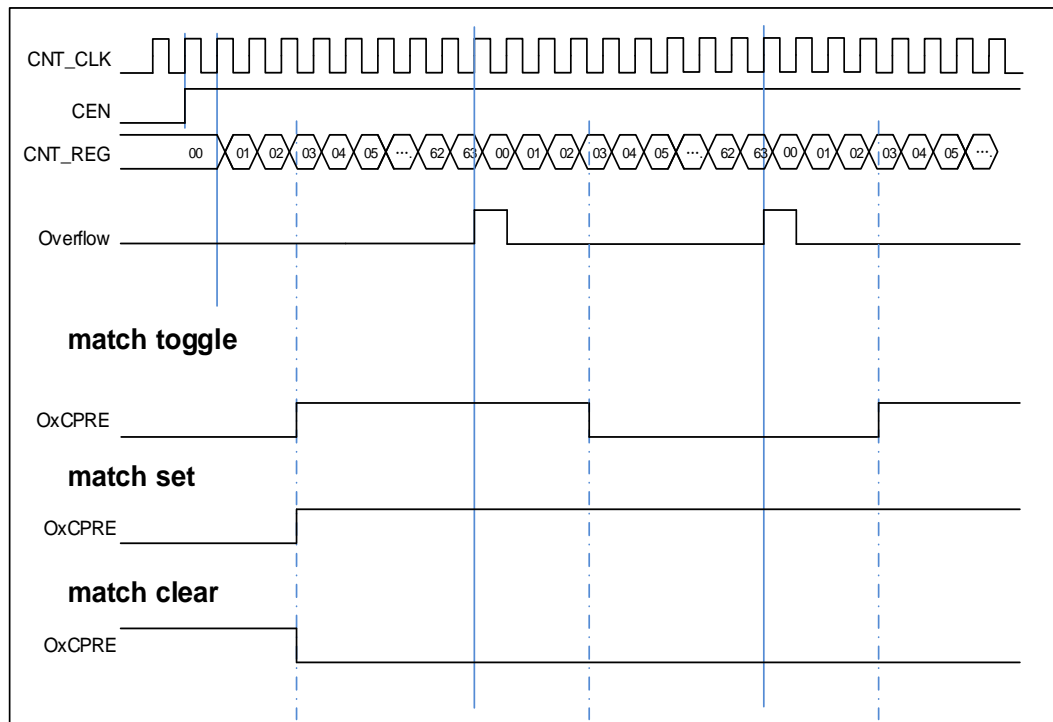 CNT_CLK
CEN
CNT_REG 00 01 02 03 04 05 ···. 62 63 00 01 02 03 04 05 ···. 62 63 00 01 02 03 04 05 ···.
Overflow
match toggle
OxCPRE
match set
OxCPRE
match clear
OxCPRE